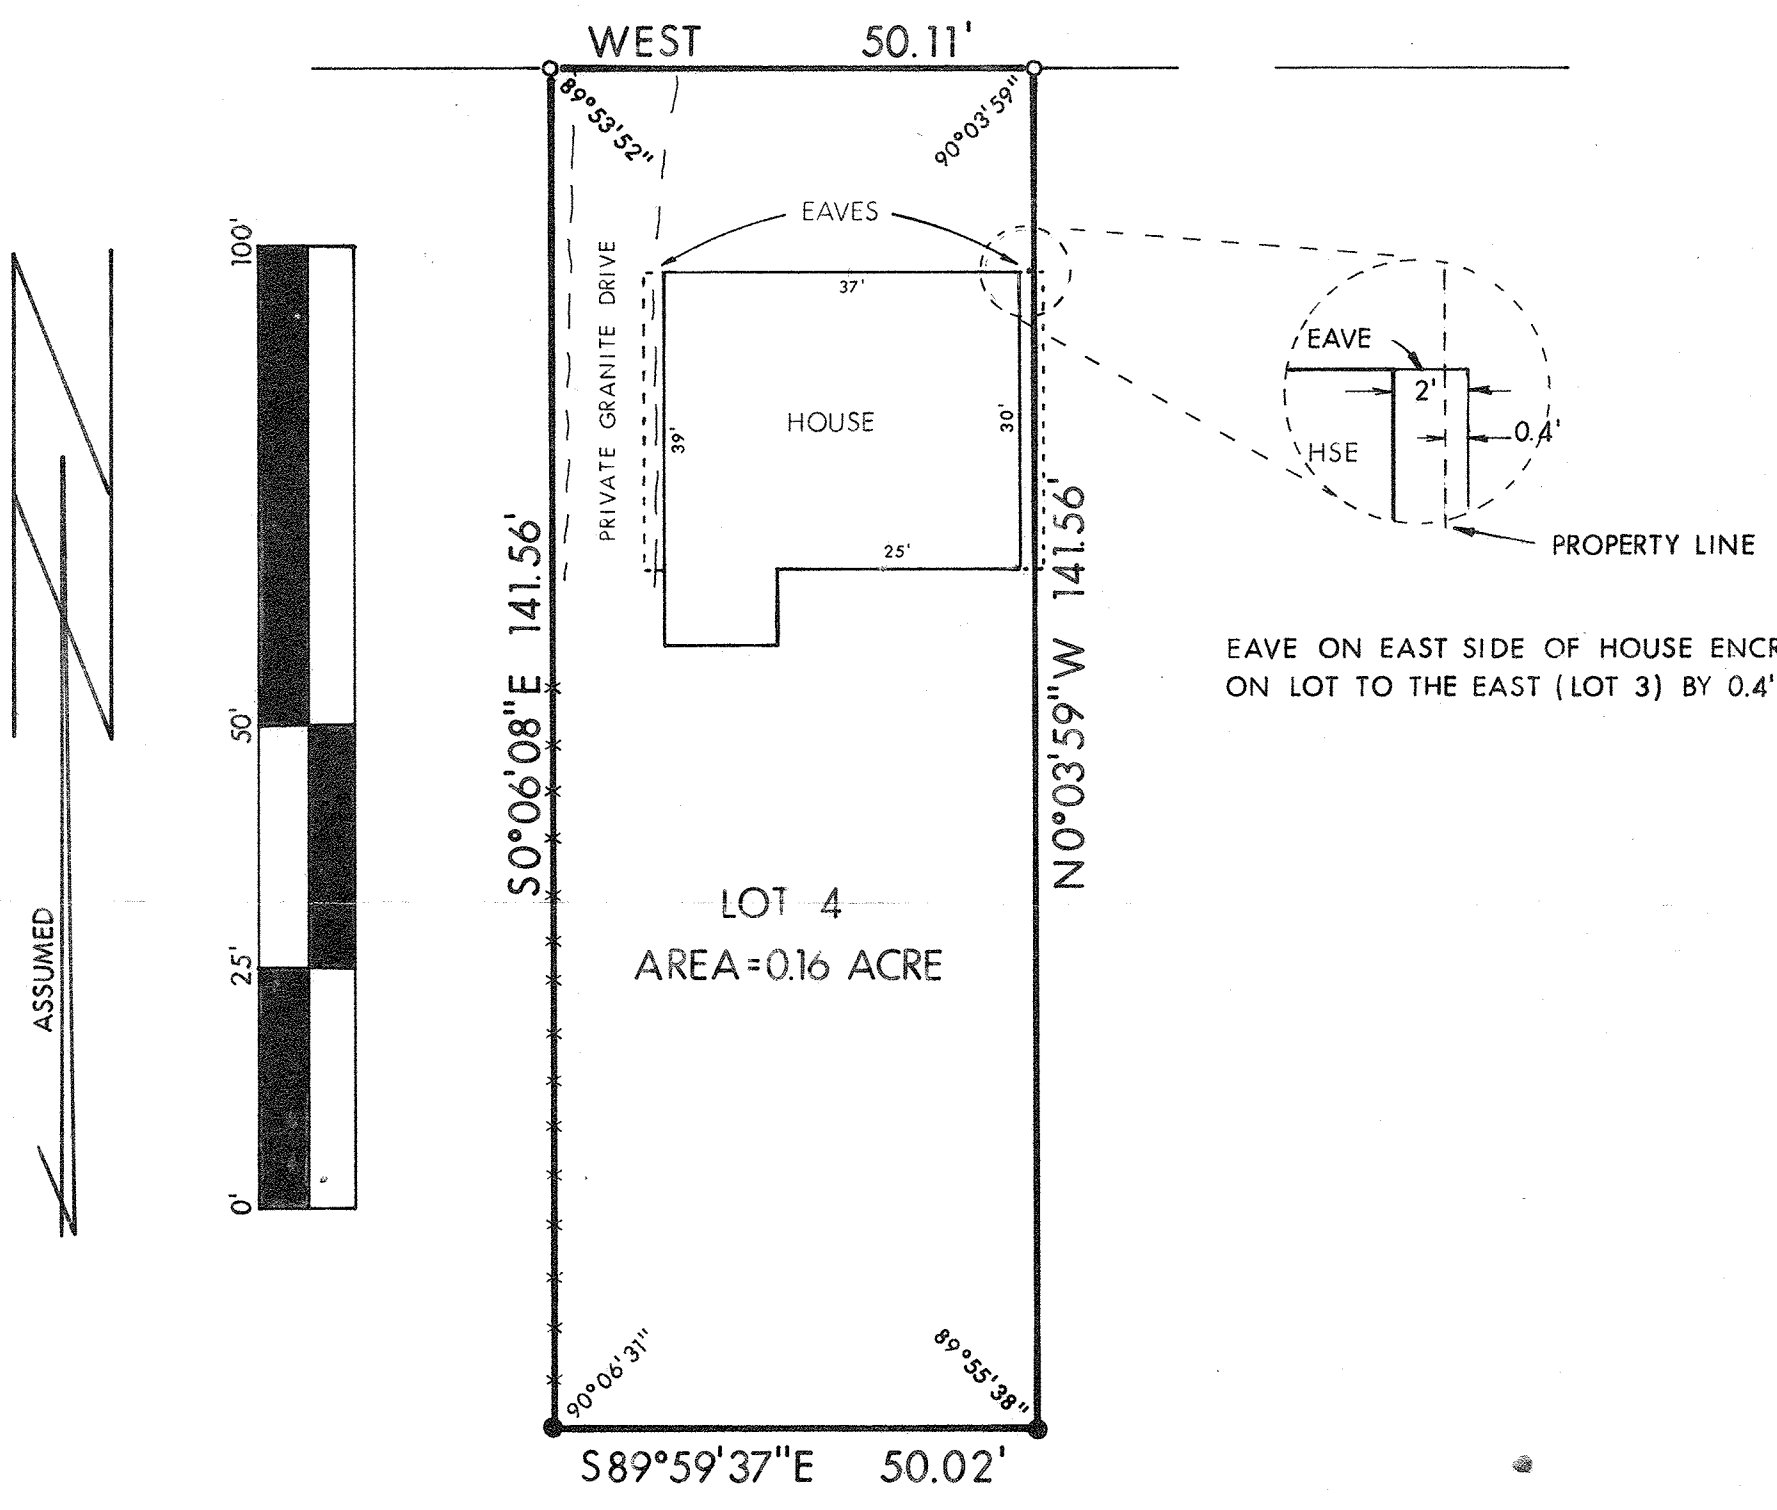 WEST 50.11'
89°53'52"
90°03'59"
EAVES
100'
50'
25'
0'
ASSUMED
PRIVATE GRANITE DRIVE
37'
39'
HOUSE
30'
25'
EAVE
2'
0.4'
HSE
PROPERTY LINE
S0°06'08"E 141.56'
N0°03'59"W 141.56'
EAVE ON EAST SIDE OF HOUSE ENCR
ON LOT TO THE EAST (LOT 3) BY 0.4'
LOT 4
AREA=0.16 ACRE
90°06'31"
89°55'38"
S89°59'37"E 50.02'